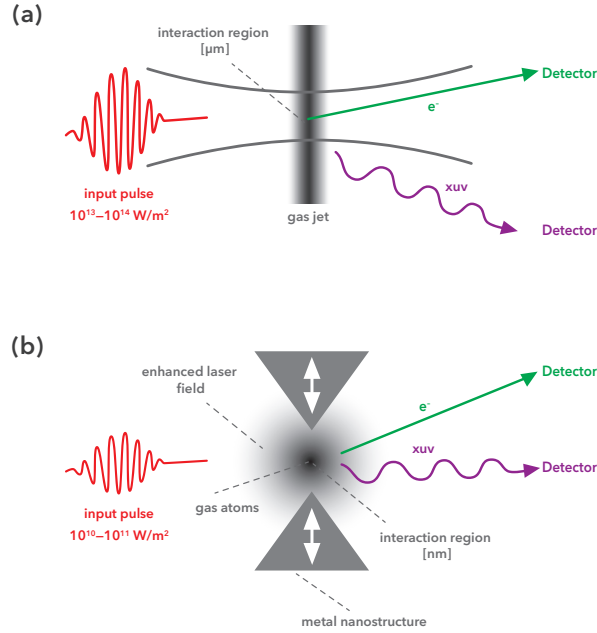 (a)
interaction region
[µm]
Detector
e⁻
xuv
input pulse
10¹³–10¹⁴ W/m²
gas jet
Detector
(b)
enhanced laser
field
Detector
e⁻
xuv
Detector
gas atoms
input pulse
10¹⁰–10¹¹ W/m²
interaction region
[nm]
metal nanostructure